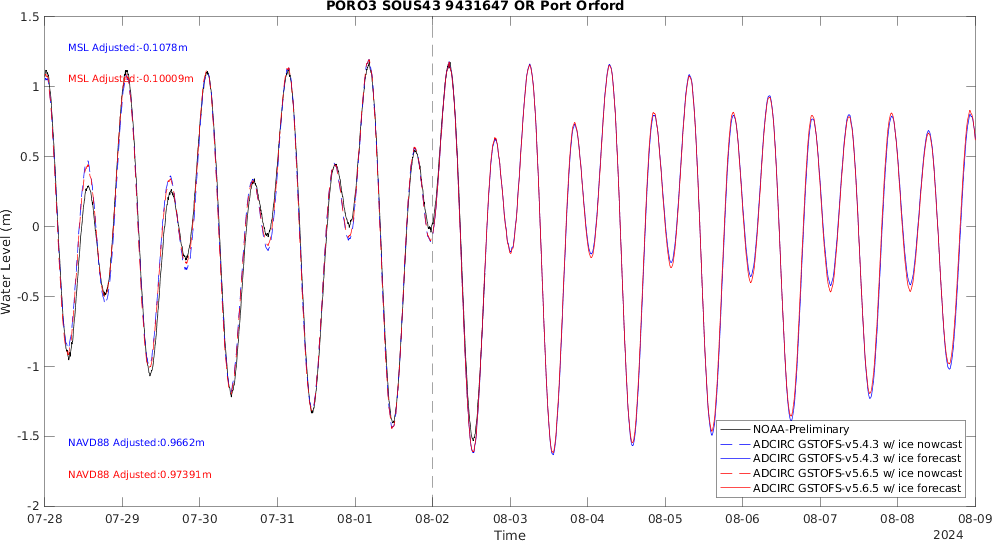 PORO3 SOUS43 9431647 OR Port Orford
1.5
1
0.5
0
-0.5
-1
-1.5
-2
Water Level (m)
MSL Adjusted:-0.1078m
MSL Adjusted:-0.10009m
NAVD88 Adjusted:0.9662m
NAVD88 Adjusted:0.97391m
NOAA-Preliminary
ADCIRC GSTOFS-v5.4.3 w/ ice nowcast
ADCIRC GSTOFS-v5.4.3 w/ ice forecast
ADCIRC GSTOFS-v5.6.5 w/ ice nowcast
ADCIRC GSTOFS-v5.6.5 w/ ice forecast
07-28 07-29 07-30 07-31 08-01 08-02 08-03 08-04 08-05 08-06 08-07 08-08 08-09
Time
2024